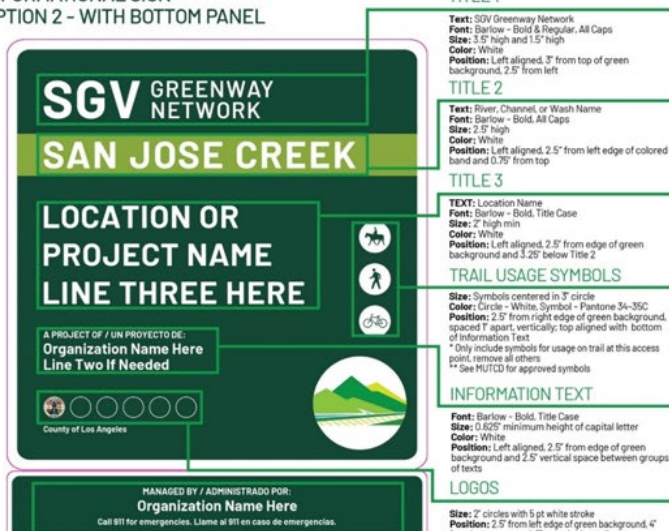 PTION 2 - WITH BOTTOM PANEL
SGV GREENWAY
NETWORK
SAN JOSE CREEK
LOCATION OR
PROJECT NAME
LINE THREE HERE
A PROJECT OF / UN PROYECTO DE:
Organization Name Here
Line Two If Needed
County of Los Angeles
MANAGED BY / ADMINISTRADO POR:
Organization Name Here
Call 911 for emergencies. Llame al 911 en caso de emergencias.
Text: SGV Greenway Network
Font: Barlow - Bold & Regular, All Caps
Size: 3.5" high and 1.5" high
Color: White
Position: Left aligned, 3" from top of green
background, 2.5" from left
TITLE 2
Text: River, Channel, or Wash Name
Font: Barlow - Bold, All Caps
Size: 2.5" high
Color: White
Position: Left aligned, 2.5" from left edge of colored
band and 0.75" from top
TITLE 3
TEXT: Location Name
Font: Barlow - Bold, Title Case
Size: 2" high min
Color: White
Position: Left aligned, 2.5" from edge of green
background and 3.25" below Title 2
TRAIL USAGE SYMBOLS
Size: Symbols centered in 3" circle
Color: Circle - White, Symbol - Pantone 34-35C
Position: 2.5" from right edge of green background,
spaced 1" apart, vertically; top aligned with bottom
of Information Text
* Only include symbols for usage on trail at this access
point, remove all others
** See MUTCD for approved symbols
INFORMATION TEXT
Font: Barlow - Bold, Title Case
Size: 0.625" minimum height of capital letter
Color: White
Position: Left aligned, 2.5" from edge of green
background and 2.5" vertical space between groups
of texts
LOGOS
Size: 2" circles with 5 pt white stroke
Position: 2.5" from left edge of green background, 4"